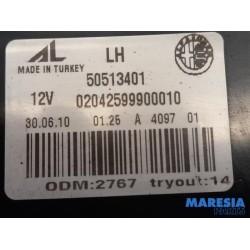 AL
LH
MADE IN TURKEY
50513401
12V 02042599900010
30.06.10 01.25 A 4097 01
ODM:2767 tryout:14
MARESIA
PARTS